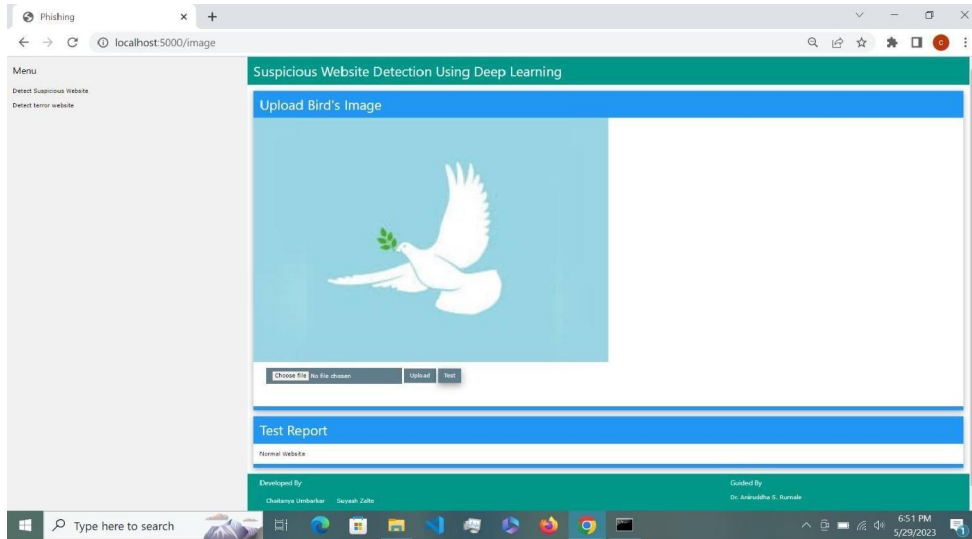 Phishing
localhost:5000/image
Menu
Detect Suspicious Website
Detect terror website
Suspicious Website Detection Using Deep Learning
Upload Bird's Image
Choose file No file chosen Upload Test
Test Report
Normal Website
Developed By Guided By
Chaitanya Umbarkar Suyash Zalte Dr. Aniruddha S. Rumale
Type here to search
6:51 PM
5/29/2023